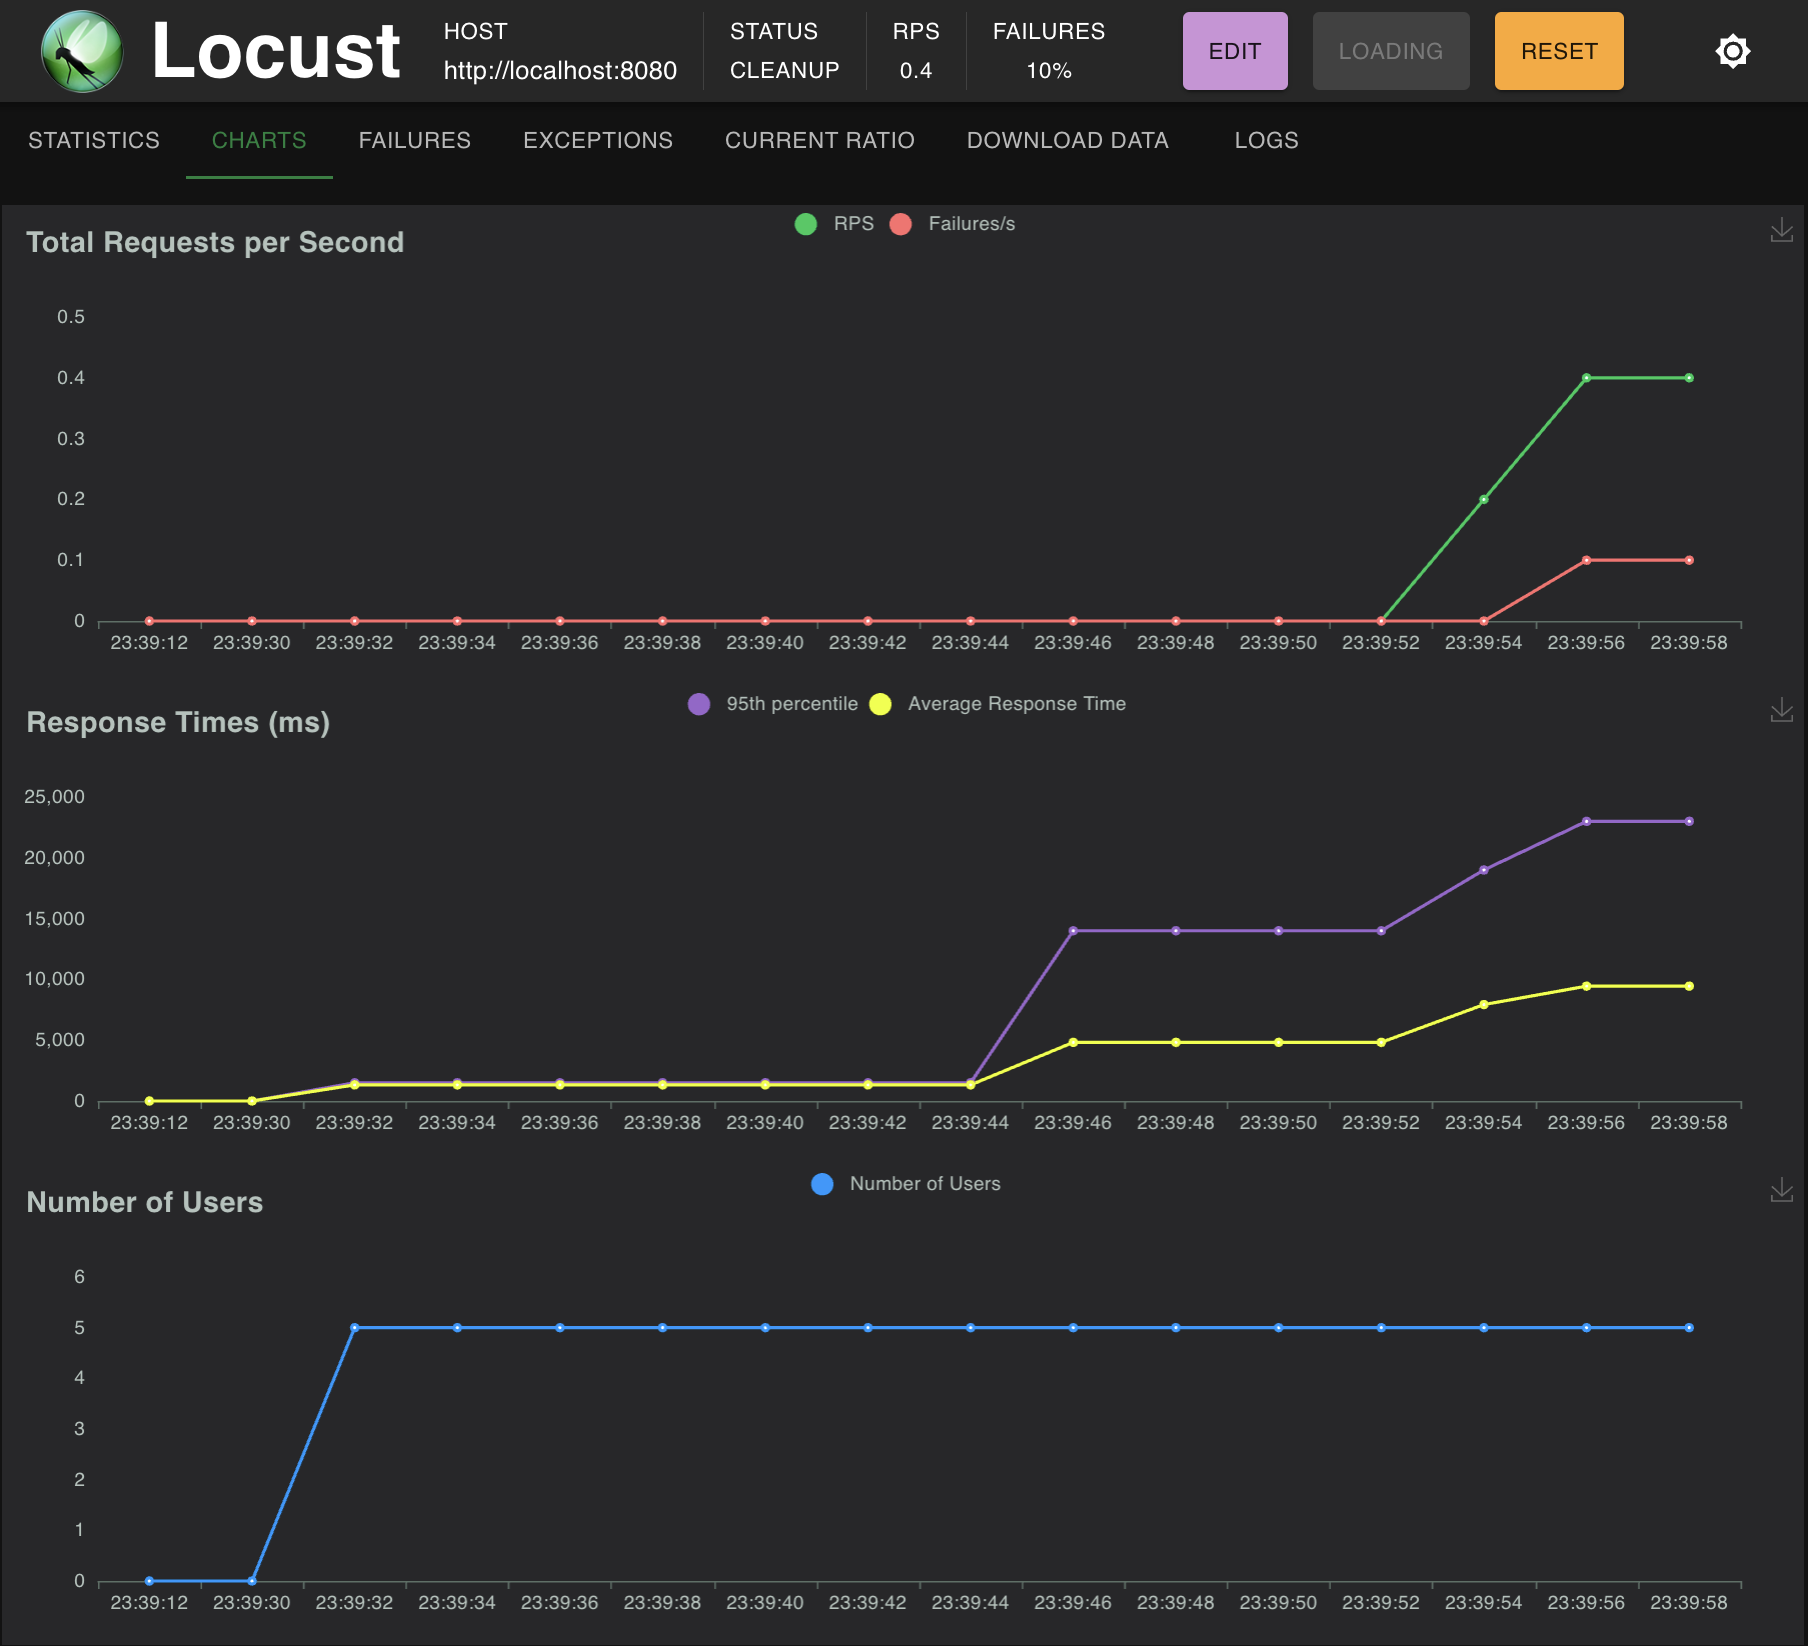 Locust
HOST
http://localhost:8080
STATUS
CLEANUP
RPS
0.4
FAILURES
10%
EDIT
LOADING
RESET
STATISTICS CHARTS FAILURES EXCEPTIONS CURRENT RATIO DOWNLOAD DATA LOGS
Total Requests per Second
RPS Failures/s
0.5
0.4
0.3
0.2
0.1
0
23:39:12 23:39:30 23:39:32 23:39:34 23:39:36 23:39:38 23:39:40 23:39:42 23:39:44 23:39:46 23:39:48 23:39:50 23:39:52 23:39:54 23:39:56 23:39:58
Response Times (ms)
95th percentile Average Response Time
25,000
20,000
15,000
10,000
5,000
0
23:39:12 23:39:30 23:39:32 23:39:34 23:39:36 23:39:38 23:39:40 23:39:42 23:39:44 23:39:46 23:39:48 23:39:50 23:39:52 23:39:54 23:39:56 23:39:58
Number of Users
Number of Users
6
5
4
3
2
1
0
23:39:12 23:39:30 23:39:32 23:39:34 23:39:36 23:39:38 23:39:40 23:39:42 23:39:44 23:39:46 23:39:48 23:39:50 23:39:52 23:39:54 23:39:56 23:39:58